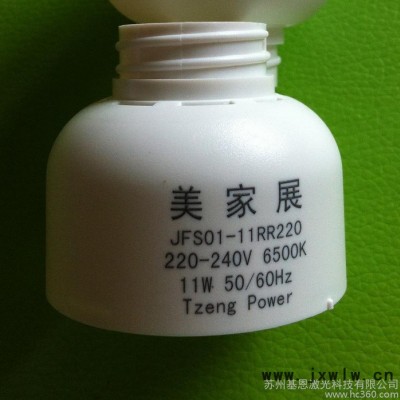 美家展
JFS01-11RR220
220-240V 6500K
11W 50/60Hz
Tzeng Power
www.jxwlw.cn
苏州基恩激光科技有限公司
www.hc360.com